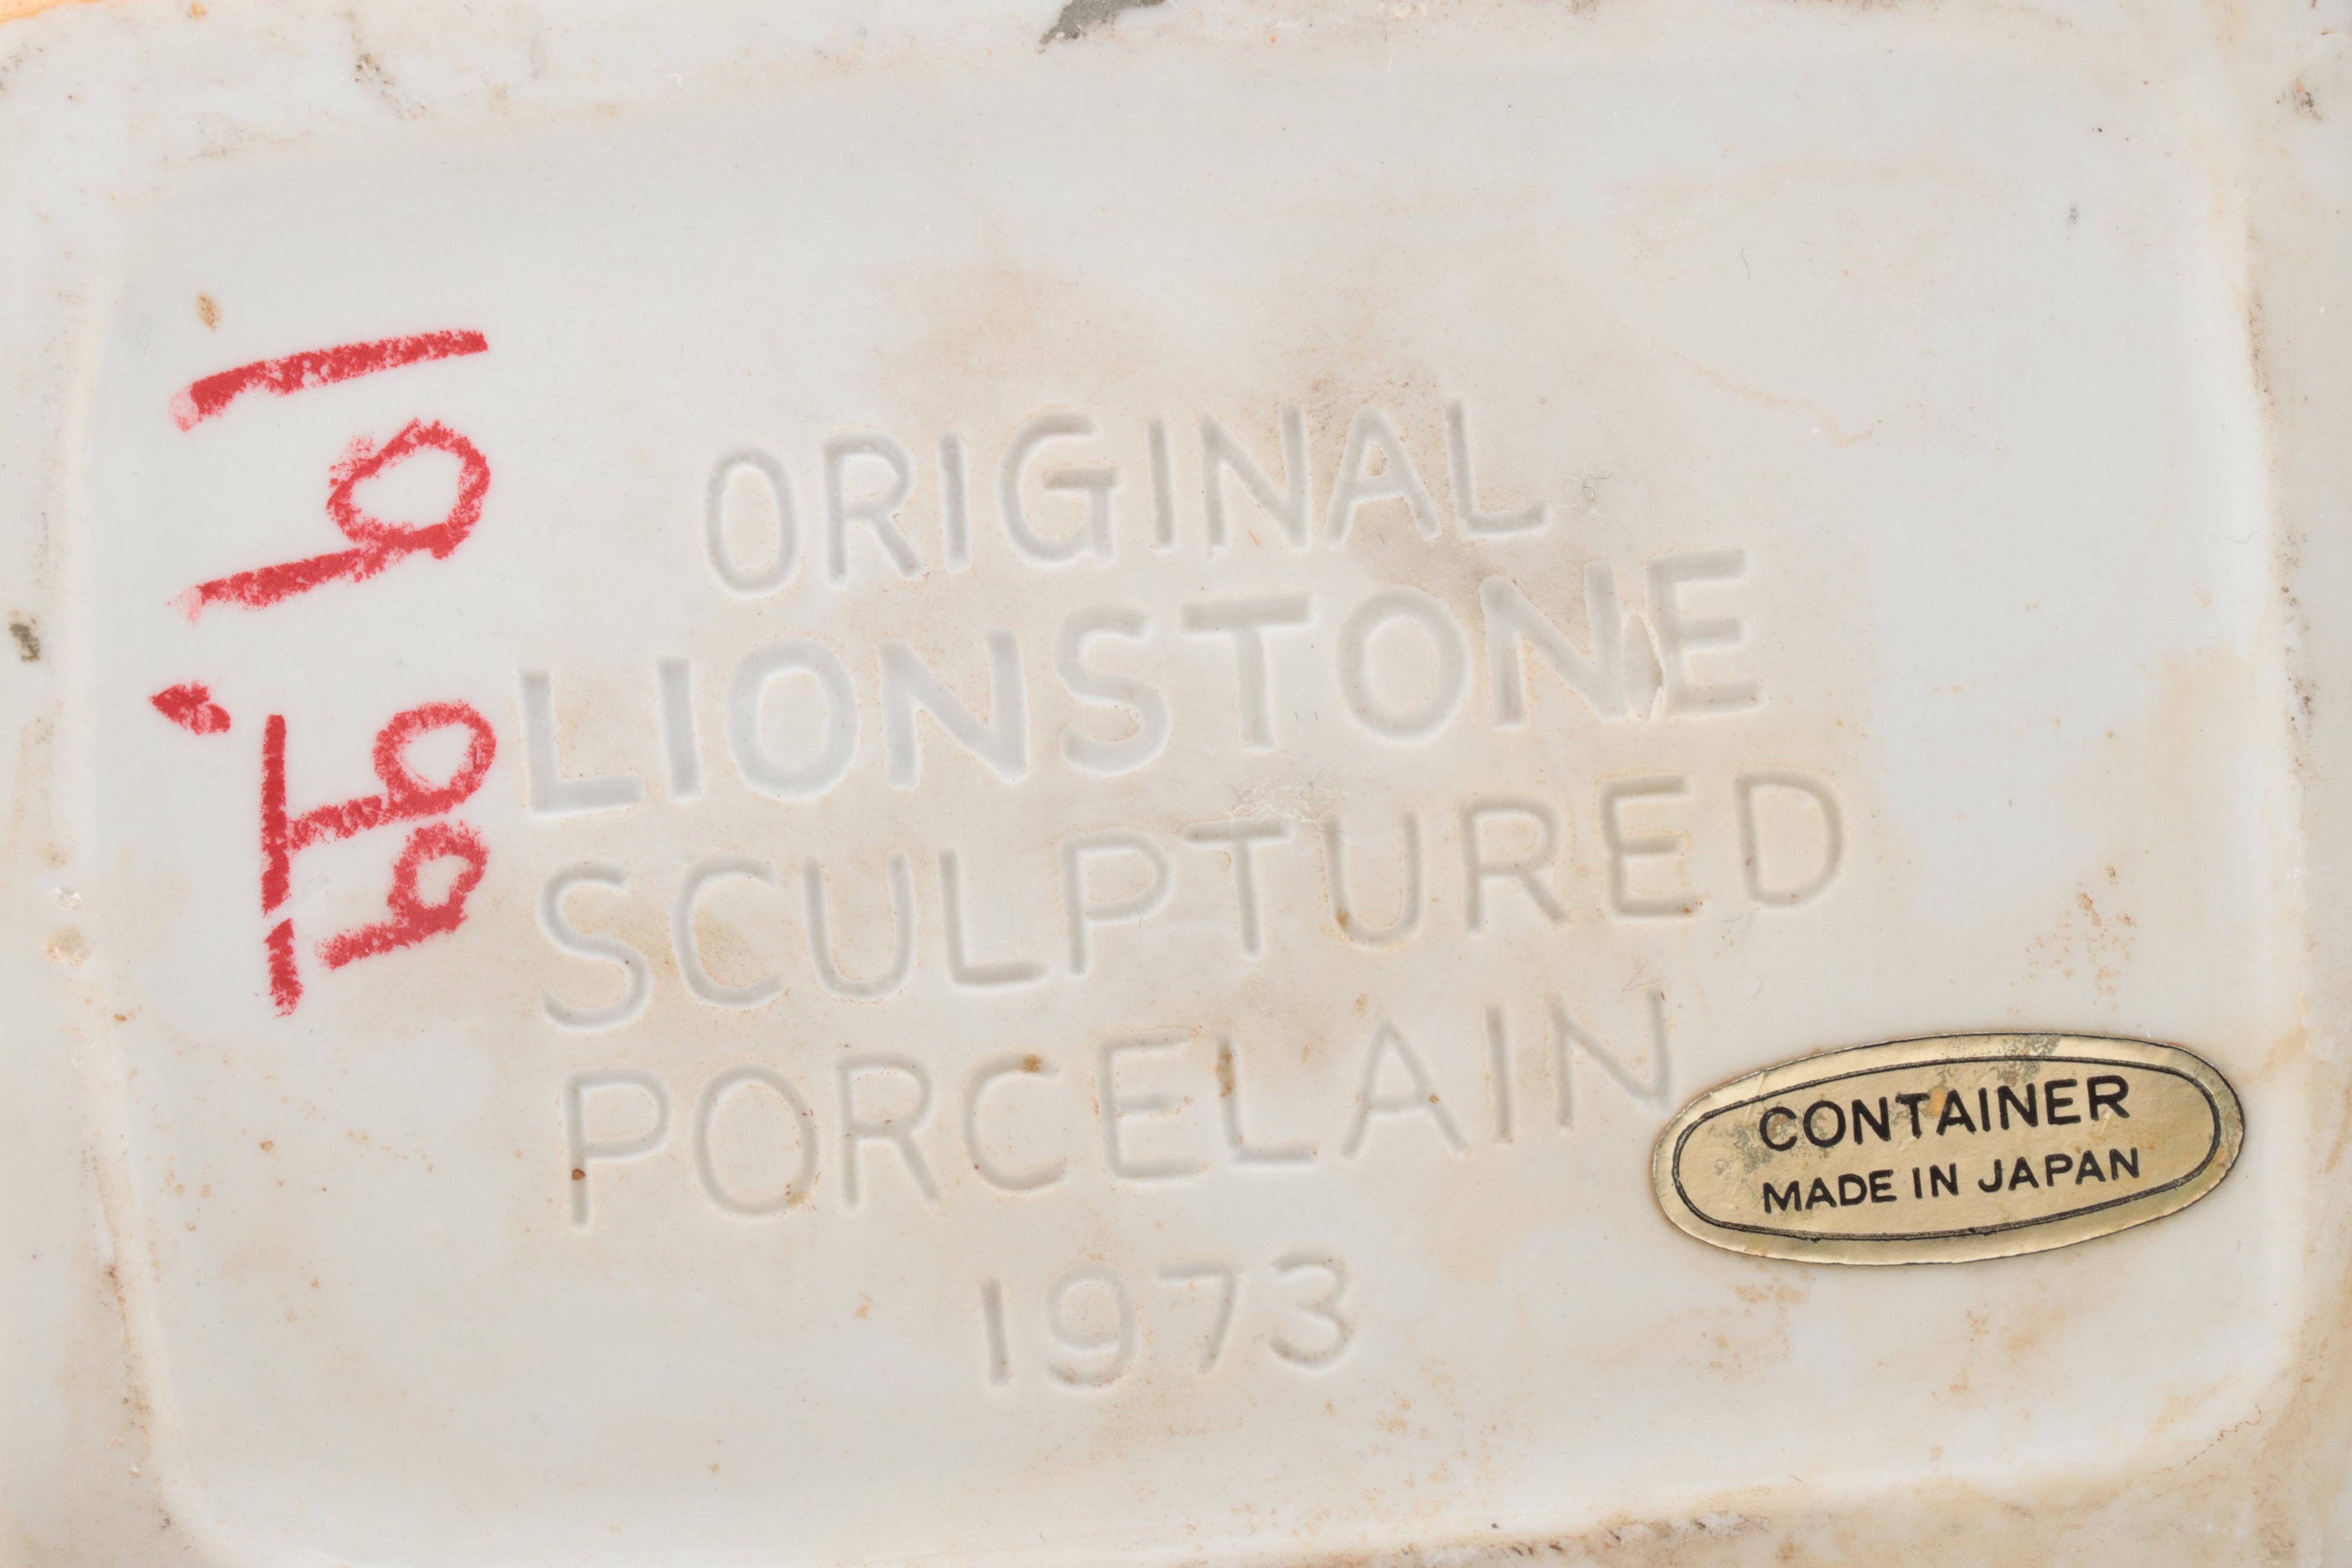 ORIGINAL
LIONSTONE
SCULPTURED
PORCELAIN
1973
CONTAINER
MADE IN JAPAN